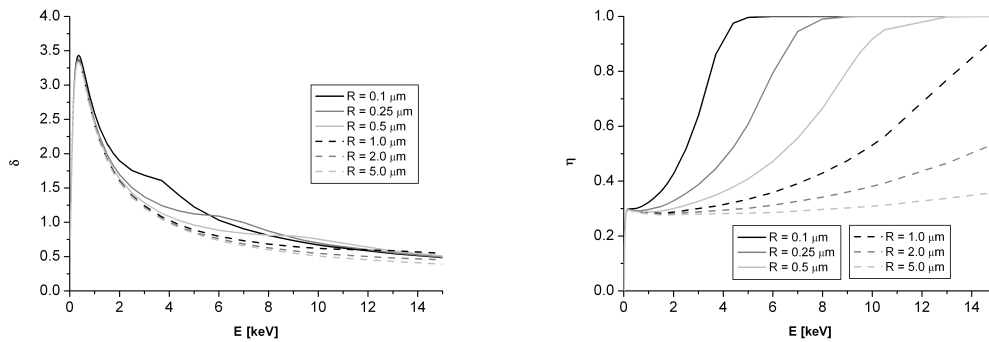 4.0
3.5
3.0
2.5
2.0
1.5
1.0
0.5
0.0
δ
0 2 4 6 8 10 12 14
E [keV]
R = 0.1 μm
R = 0.25 μm
R = 0.5 μm
R = 1.0 μm
R = 2.0 μm
R = 5.0 μm
1.0
0.8
0.6
0.4
0.2
0.0
η
0 2 4 6 8 10 12 14
E [keV]
R = 0.1 μm
R = 0.25 μm
R = 0.5 μm
R = 1.0 μm
R = 2.0 μm
R = 5.0 μm